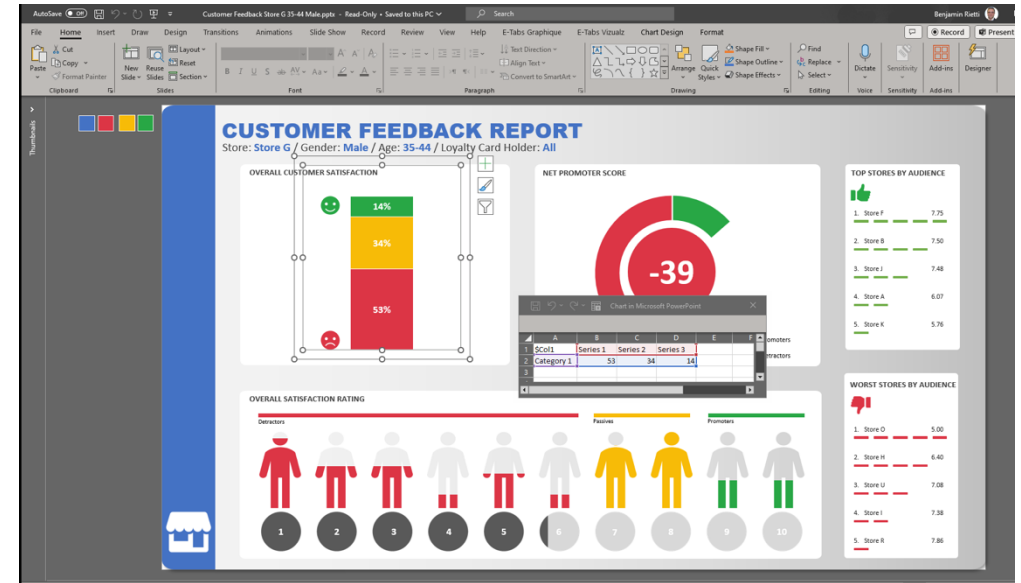 AutoSave Off Customer Feedback Store G 35-44 Male.pptx - Read-Only • Saved to this PC Search Benjamin Rietti
File Home Insert Draw Design Transitions Animations Slide Show Record Review View Help E-Tabs Graphique E-Tabs Vizualz Chart Design Format Record Present
Paste Cut Copy Format Painter
Clipboard
New Slide Reuse Slides Layout Reset Section
Slides
B I U S ab AV Aa A
Font
Text Direction
Align Text
Convert to SmartArt
Paragraph
Arrange Quick Styles Shape Fill Shape Outline Shape Effects
Drawing
Find Replace Select
Editing
Dictate
Voice
Sensitivity
Sensitivity
Add-ins
Add-ins
Designer
Thumbnails
CUSTOMER FEEDBACK REPORT
Store: Store G / Gender: Male / Age: 35-44 / Loyalty Card Holder: All
OVERALL CUSTOMER SATISFACTION
14%
34%
53%
NET PROMOTER SCORE
-39
omoters
etractors
Chart in Microsoft PowerPoint
A B C D E F
1 $Col1 Series 1 Series 2 Series 3
2 Category 1 53 34 14
3
TOP STORES BY AUDIENCE
1. Store F 7.75
2. Store B 7.50
3. Store J 7.48
4. Store A 6.07
5. Store K 5.76
OVERALL SATISFACTION RATING
Detractors Passives Promoters
1 2 3 4 5 6 7 8 9 10
WORST STORES BY AUDIENCE
1. Store O 5.00
2. Store H 6.40
3. Store U 7.08
4. Store I 7.38
5. Store R 7.86